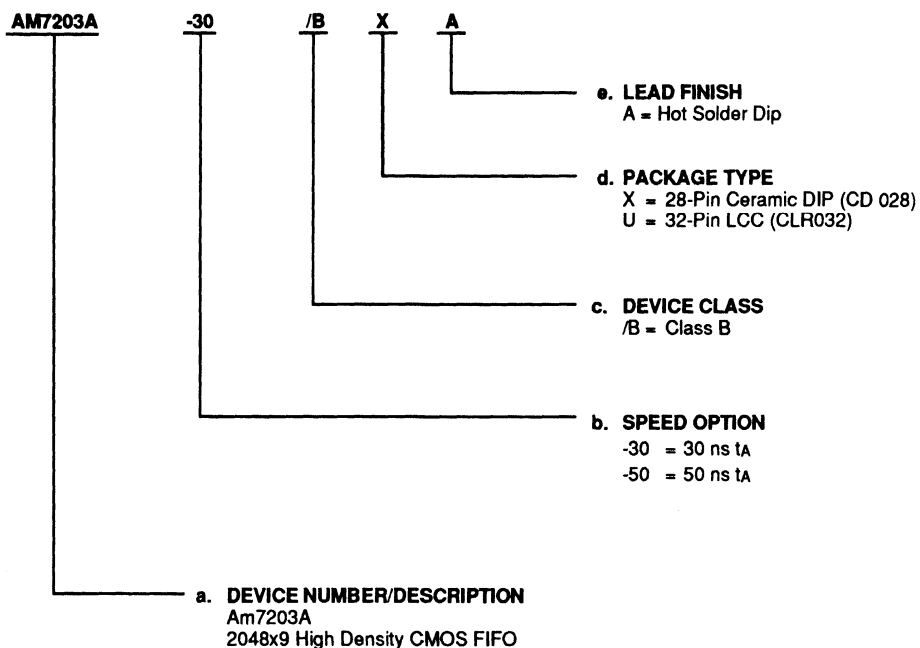 AM7203A -30 /B X A
e. LEAD FINISH
A = Hot Solder Dip
d. PACKAGE TYPE
X = 28-Pin Ceramic DIP (CD 028)
U = 32-Pin LCC (CLR032)
c. DEVICE CLASS
/B = Class B
b. SPEED OPTION
-30 = 30 ns tA
-50 = 50 ns tA
a. DEVICE NUMBER/DESCRIPTION
Am7203A
2048x9 High Density CMOS FIFO